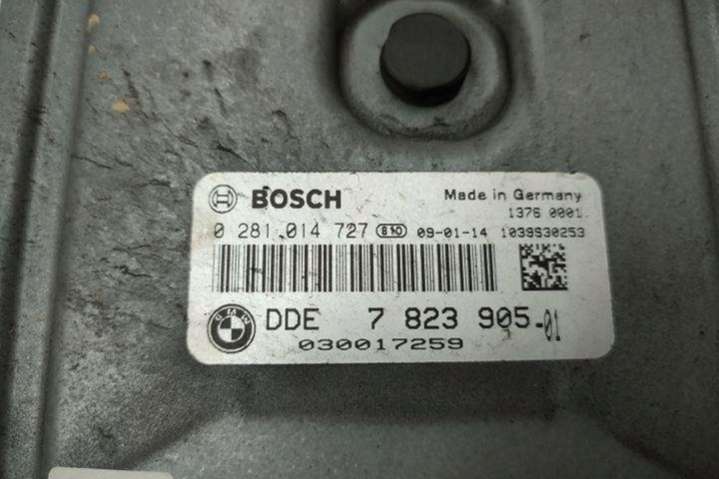 BOSCH Made in Germany
1376 0001
0 281 014 727 09-01-14 1039S30253
BMW DDE 7 823 905-01
030017259